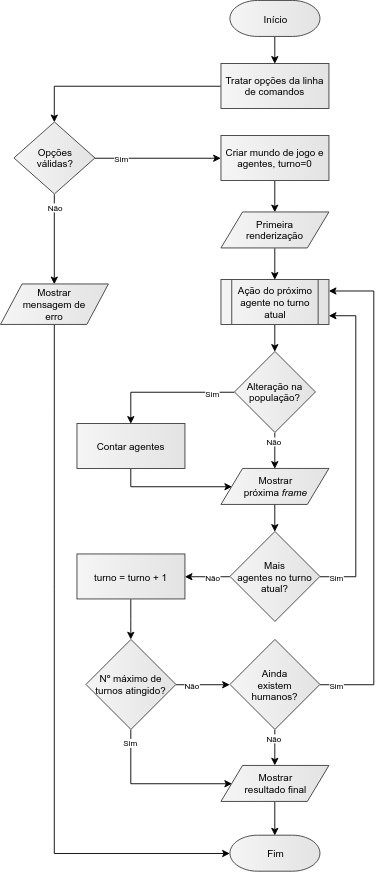 Início
Tratar opções da linha
de comandos
Opções
válidas?
Sim
Criar mundo de jogo e
agentes, turno=0
Não
Primeira
renderização
Mostrar
mensagem de
erro
Ação do próximo
agente no turno
atual
Alteração na
população?
Sim
Não
Contar agentes
Mostrar
próxima frame
Mais
agentes no turno
atual?
Não
Sim
turno = turno + 1
Nº máximo de
turnos atingido?
Não
Ainda
existem
humanos?
Sim
Sim
Não
Mostrar
resultado final
Fim